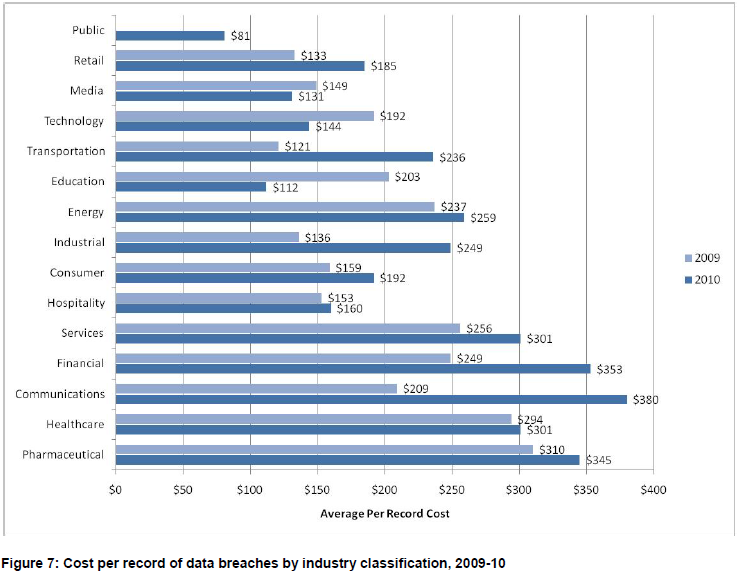 Public $81
Retail $133 $185
Media $149 $131
Technology $192 $144
Transportation $121 $236
Education $203 $112
Energy $237 $259
Industrial $136 $249
Consumer $159 $192
Hospitality $153 $160
Services $256 $301
Financial $249 $353
Communications $209 $380
Healthcare $294 $301
Pharmaceutical $310 $345
2009
2010
$0 $50 $100 $150 $200 $250 $300 $350 $400
Average Per Record Cost
Figure 7: Cost per record of data breaches by industry classification, 2009-10